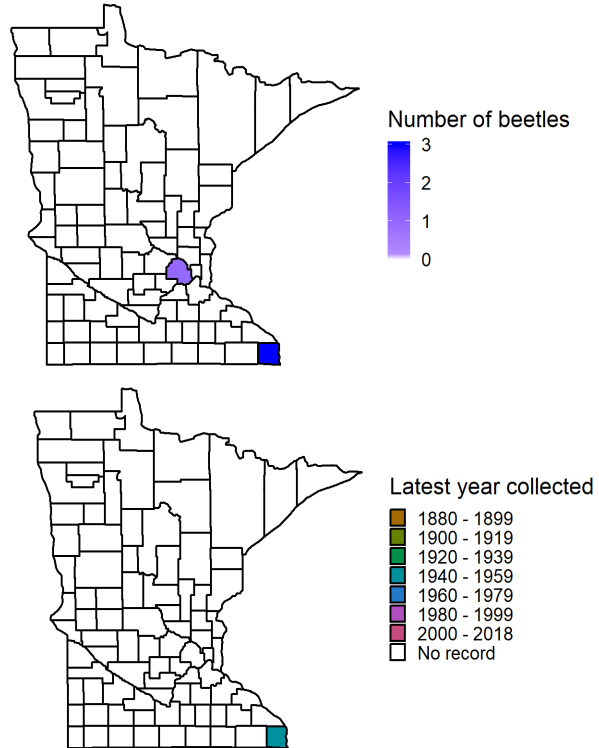 Number of beetles
3
2
1
0
Latest year collected
1880 - 1899
1900 - 1919
1920 - 1939
1940 - 1959
1960 - 1979
1980 - 1999
2000 - 2018
No record